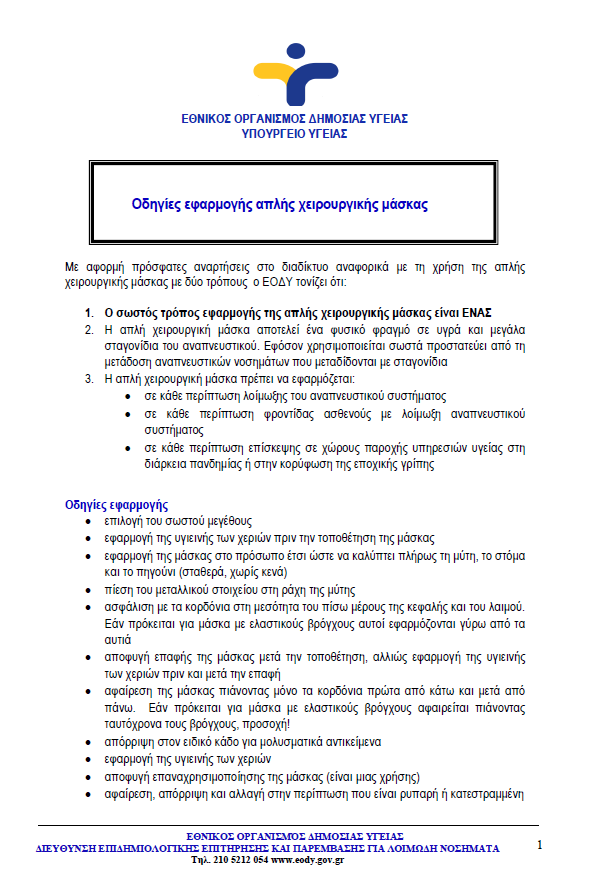 ΕΘΝΙΚΟΣ ΟΡΓΑΝΙΣΜΟΣ ΔΗΜΟΣΙΑΣ ΥΓΕΙΑΣ
ΥΠΟΥΡΓΕΙΟ ΥΓΕΙΑΣ
Οδηγίες εφαρμογής απλής χειρουργικής μάσκας
Με αφορμή πρόσφατες αναρτήσεις στο διαδίκτυο αναφορικά με τη χρήση της απλής
χειρουργικής μάσκας με δύο τρόπους ο ΕΟΔΥ τονίζει ότι:
1. Ο σωστός τρόπος εφαρμογής της απλής χειρουργικής μάσκας είναι ΕΝΑΣ
2. Η απλή χειρουργική μάσκα αποτελεί ένα φυσικό φραγμό σε υγρά και μεγάλα
σταγονίδια του αναπνευστικού. Εφόσον χρησιμοποιείται σωστά προστατεύει από τη
μετάδοση αναπνευστικών νοσημάτων που μεταδίδονται με σταγονίδια
3. Η απλή χειρουργική μάσκα πρέπει να εφαρμόζεται:
• σε κάθε περίπτωση λοίμωξης του αναπνευστικού συστήματος
• σε κάθε περίπτωση φροντίδας ασθενούς με λοίμωξη αναπνευστικού
συστήματος
• σε κάθε περίπτωση επίσκεψης σε χώρους παροχής υπηρεσιών υγείας στη
διάρκεια πανδημίας ή στην κορύφωση της εποχικής γρίπης
Οδηγίες εφαρμογής
• επιλογή του σωστού μεγέθους
• εφαρμογή της υγιεινής των χεριών πριν την τοποθέτηση της μάσκας
• εφαρμογή της μάσκας στο πρόσωπο έτσι ώστε να καλύπτει πλήρως τη μύτη, το στόμα
και το πηγούνι (σταθερά, χωρίς κενά)
• πίεση του μεταλλικού στοιχείου στη ράχη της μύτης
• ασφάλιση με τα κορδόνια στη μεσότητα του πίσω μέρους της κεφαλής και του λαιμού.
Εάν πρόκειται για μάσκα με ελαστικούς βρόγχους αυτοί εφαρμόζονται γύρω από τα
αυτιά
• αποφυγή επαφής της μάσκας μετά την τοποθέτηση, αλλιώς εφαρμογή της υγιεινής
των χεριών πριν και μετά την επαφή
• αφαίρεση της μάσκας πιάνοντας μόνο τα κορδόνια πρώτα από κάτω και μετά από
πάνω. Εάν πρόκειται για μάσκα με ελαστικούς βρόγχους αφαιρείται πιάνοντας
ταυτόχρονα τους βρόγχους, προσοχή!
• απόρριψη στον ειδικό κάδο για μολυσματικά αντικείμενα
• εφαρμογή της υγιεινής των χεριών
• αποφυγή επαναχρησιμοποίησης της μάσκας (είναι μιας χρήσης)
• αφαίρεση, απόρριψη και αλλαγή στην περίπτωση που είναι ρυπαρή ή κατεστραμμένη
ΕΘΝΙΚΟΣ ΟΡΓΑΝΙΣΜΌΣ ΔΗΜΟΣΙΑΣ ΥΓΕΙΑΣ
ΔΙΕΥΘΥΝΣΗ ΕΠΙΔΗΜΙΟΛΟΓΙΚΗΣ ΕΠΙΤΗΡΗΣΗΣ ΚΑΙ ΠΑΡΕΜΒΑΣΗΣ ΓΙΑ ΛΟΙΜΩΔΗ ΝΟΣΗΜΑΤΑ
Τηλ. 210 5212 054 www.eody.gov.gr
1